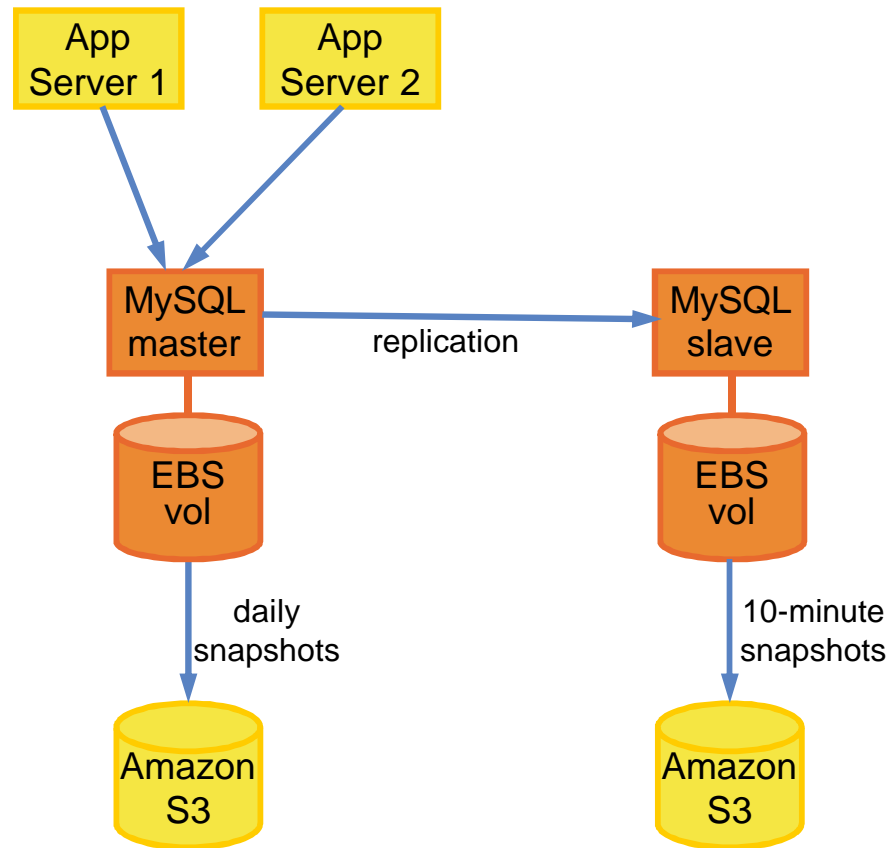 App
Server 1
App
Server 2
MySQL
master
replication
MySQL
slave
EBS
vol
EBS
vol
daily
snapshots
10-minute
snapshots
Amazon
S3
Amazon
S3